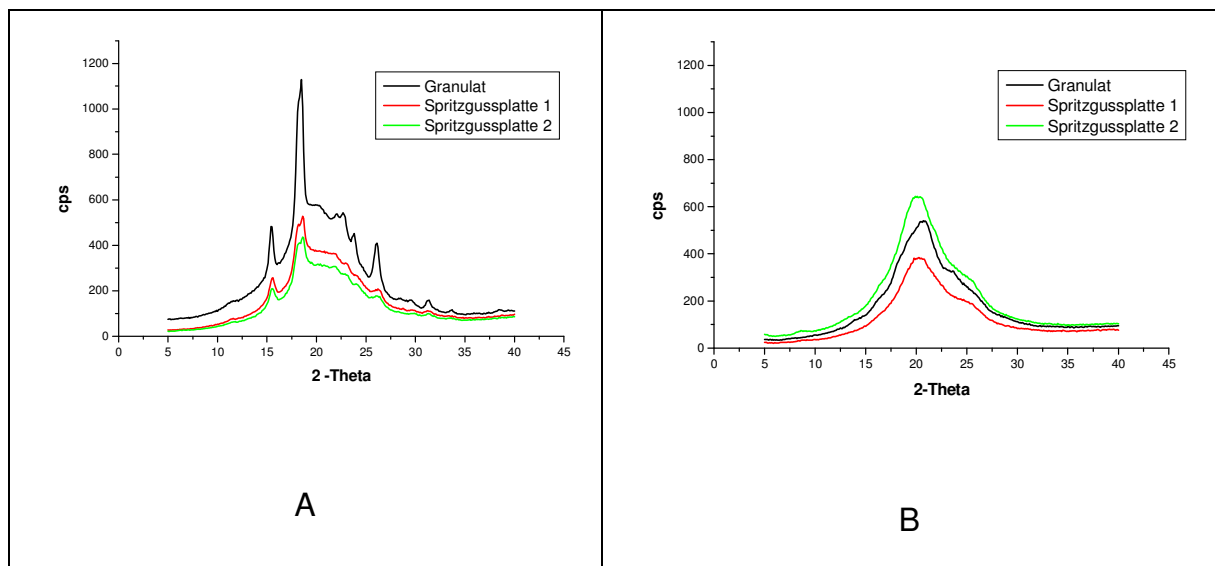 1200
1000
800
600
400
200
0
0 5 10 15 20 25 30 35 40 45
cps
2 -Theta
Granulat
Spritzgussplatte 1
Spritzgussplatte 2
A
1200
1000
800
600
400
200
0
0 5 10 15 20 25 30 35 40 45
cps
2-Theta
Granulat
Spritzgussplatte 1
Spritzgussplatte 2
B